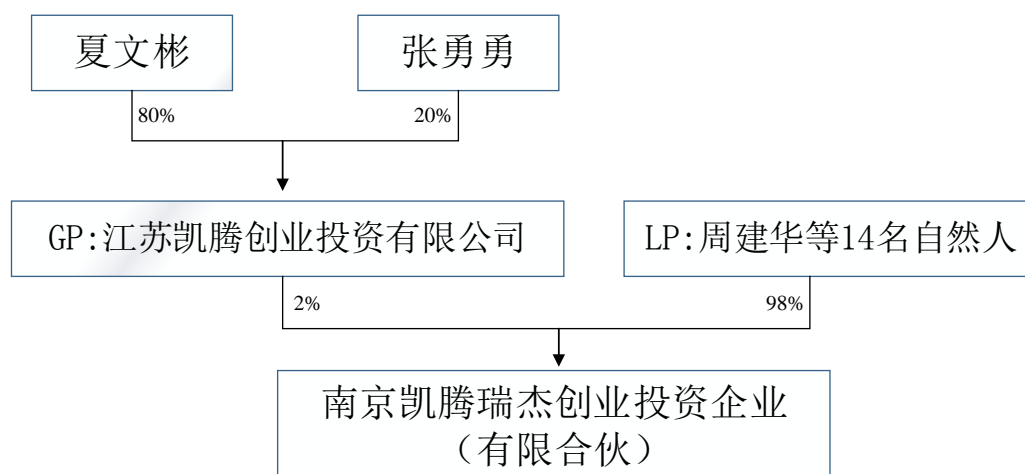 夏文彬
张勇勇
80%
20%
GP:江苏凯腾创业投资有限公司
LP:周建华等14名自然人
2%
98%
南京凯腾瑞杰创业投资企业
（有限合伙）